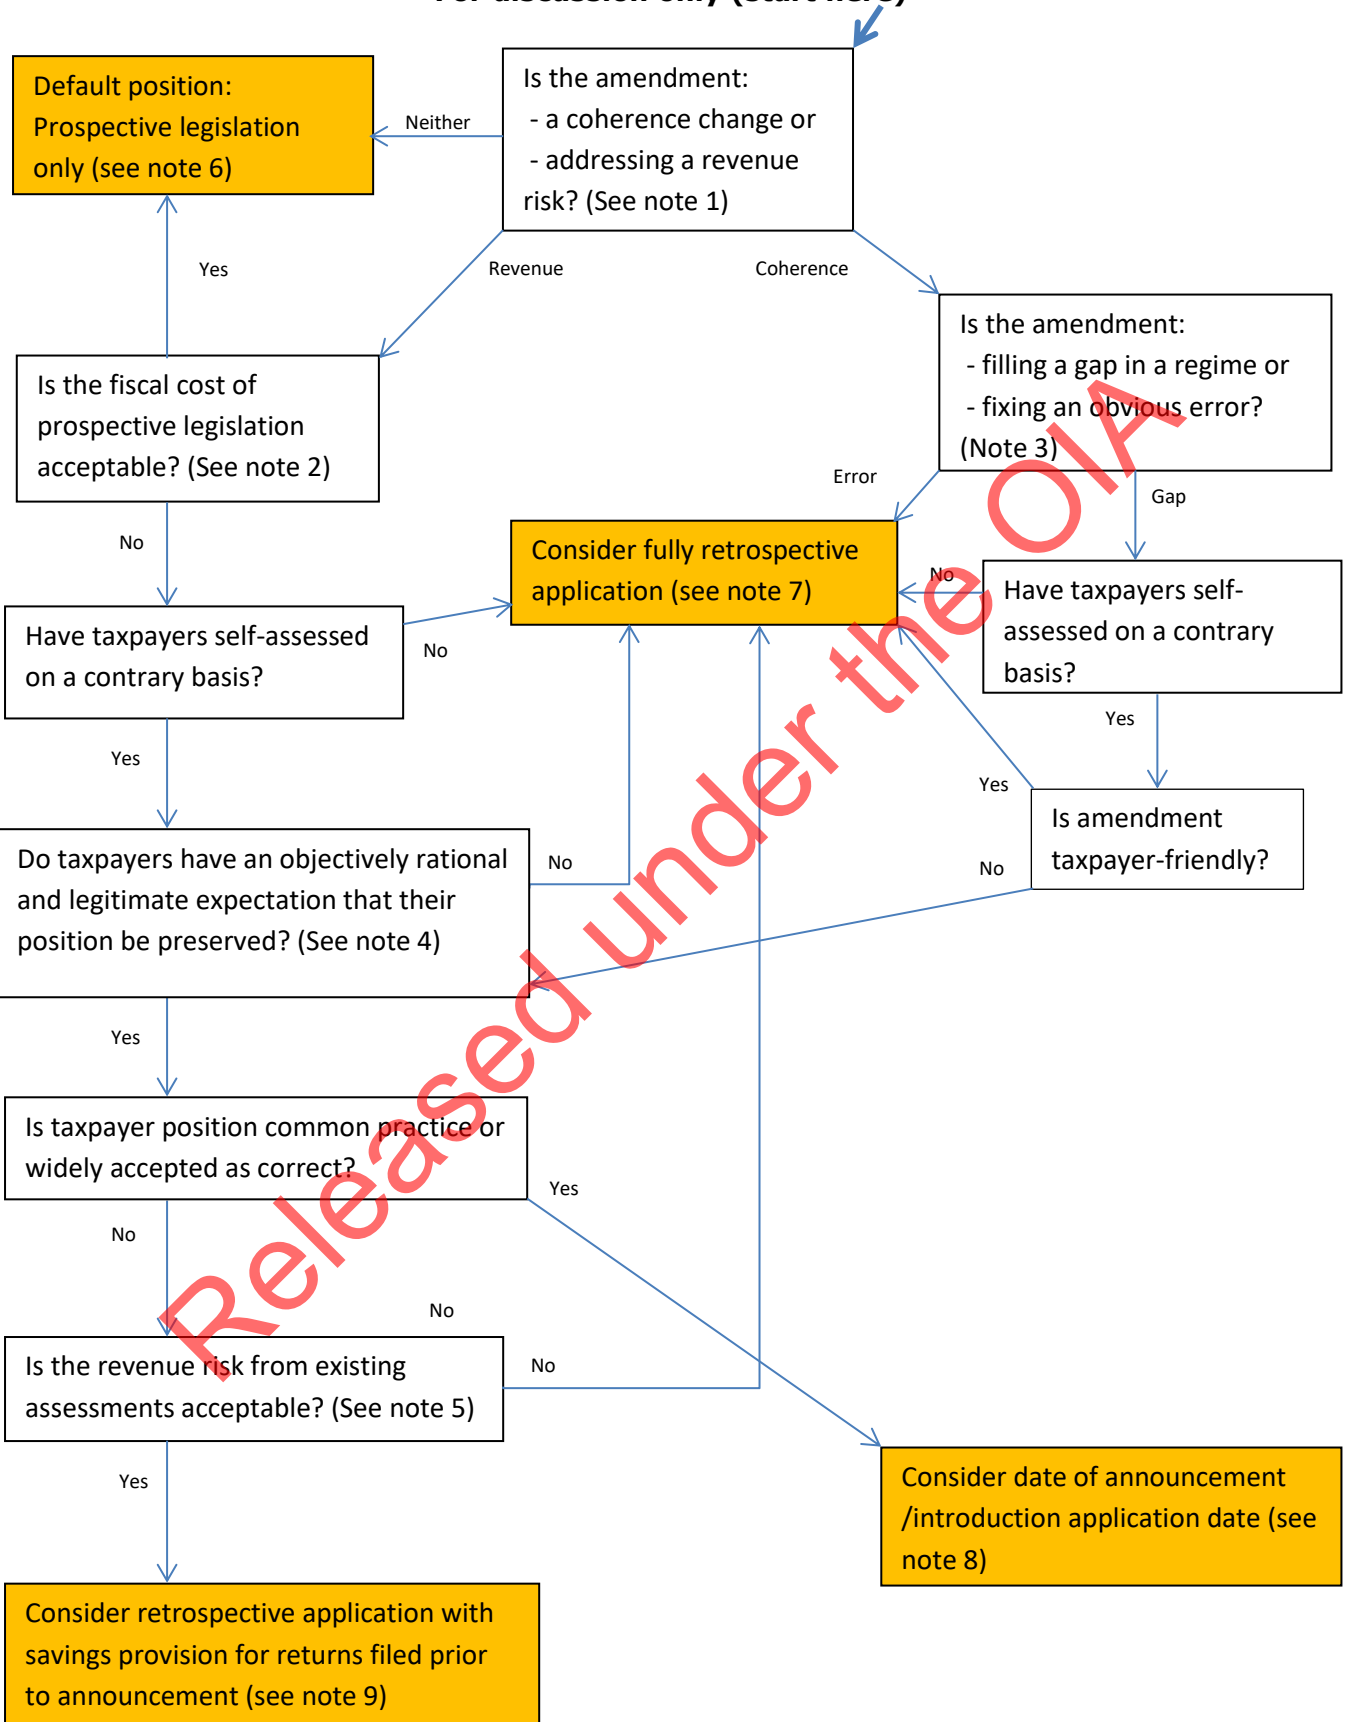 For discussion only (start here)
Default position:
Prospective legislation
only (see note 6)
Neither
Is the amendment:
- a coherence change or
- addressing a revenue
risk? (See note 1)
Yes
Revenue
Coherence
Is the fiscal cost of
prospective legislation
acceptable? (See note 2)
Is the amendment:
- filling a gap in a regime or
- fixing an obvious error?
(Note 3)
Error
Gap
No
Consider fully retrospective
application (see note 7)
No
Have taxpayers self-
assessed on a contrary
basis?
Have taxpayers self-assessed
on a contrary basis?
No
Yes
Yes
Yes
Is amendment
taxpayer-friendly?
No
Do taxpayers have an objectively rational
and legitimate expectation that their
position be preserved? (See note 4)
No
Yes
Is taxpayer position common practice or
widely accepted as correct?
Yes
No
No
Is the revenue risk from existing
assessments acceptable? (See note 5)
No
Yes
Consider date of announcement
/introduction application date (see
note 8)
Consider retrospective application with
savings provision for returns filed prior
to announcement (see note 9)
Released under the OIA